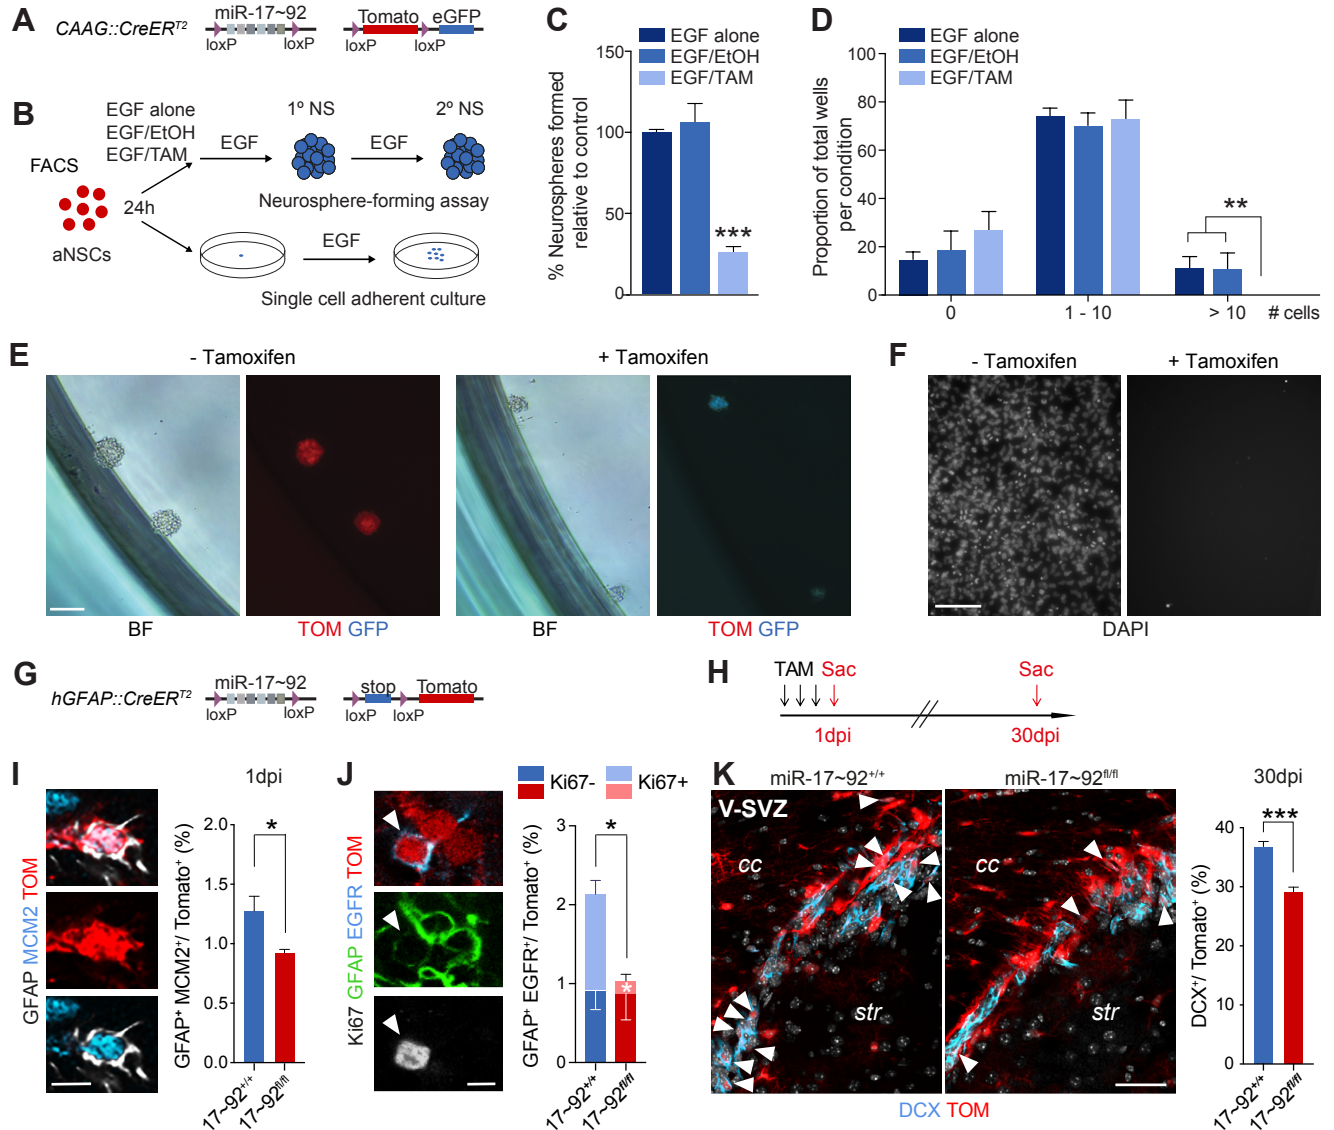 A
CAAG::CreERT2
miR-17~92
loxP loxP
Tomato eGFP
loxP loxP
B
EGF alone
EGF/EtOH
EGF/TAM
FACS
aNSCs
24h
EGF
1º NS
EGF
2º NS
Neurosphere-forming assay
EGF
Single cell adherent culture
C
EGF alone
EGF/EtOH
EGF/TAM
% Neurospheres formed
relative to control
150
100
50
0
***
D
EGF alone
EGF/EtOH
EGF/TAM
Proportion of total wells
per condition
100
80
60
40
20
0
**
0 1 - 10 > 10 # cells
E
- Tamoxifen + Tamoxifen
BF TOM GFP BF TOM GFP
F
- Tamoxifen + Tamoxifen
DAPI
G
hGFAP::CreERT2
miR-17~92
loxP loxP
stop Tomato
loxP loxP
H
TAM Sac Sac
1dpi 30dpi
I
GFAP MCM2 TOM
1dpi
GFAP+ MCM2+/ Tomato+ (%)
2.0
1.5
1.0
0.5
0.0
*
17~92+/+
17~92fl/fl
J
Ki67 GFAP EGFR TOM
Ki67- Ki67+
GFAP+ EGFR+/ Tomato+ (%)
3
2
1
0
*
*
17~92+/+
17~92fl/fl
K
miR-17~92+/+ miR-17~92fl/fl
V-SVZ
cc
str
cc
str
DCX TOM
30dpi
DCX+/ Tomato+ (%)
40
30
20
10
0
***
17~92+/+
17~92fl/fl